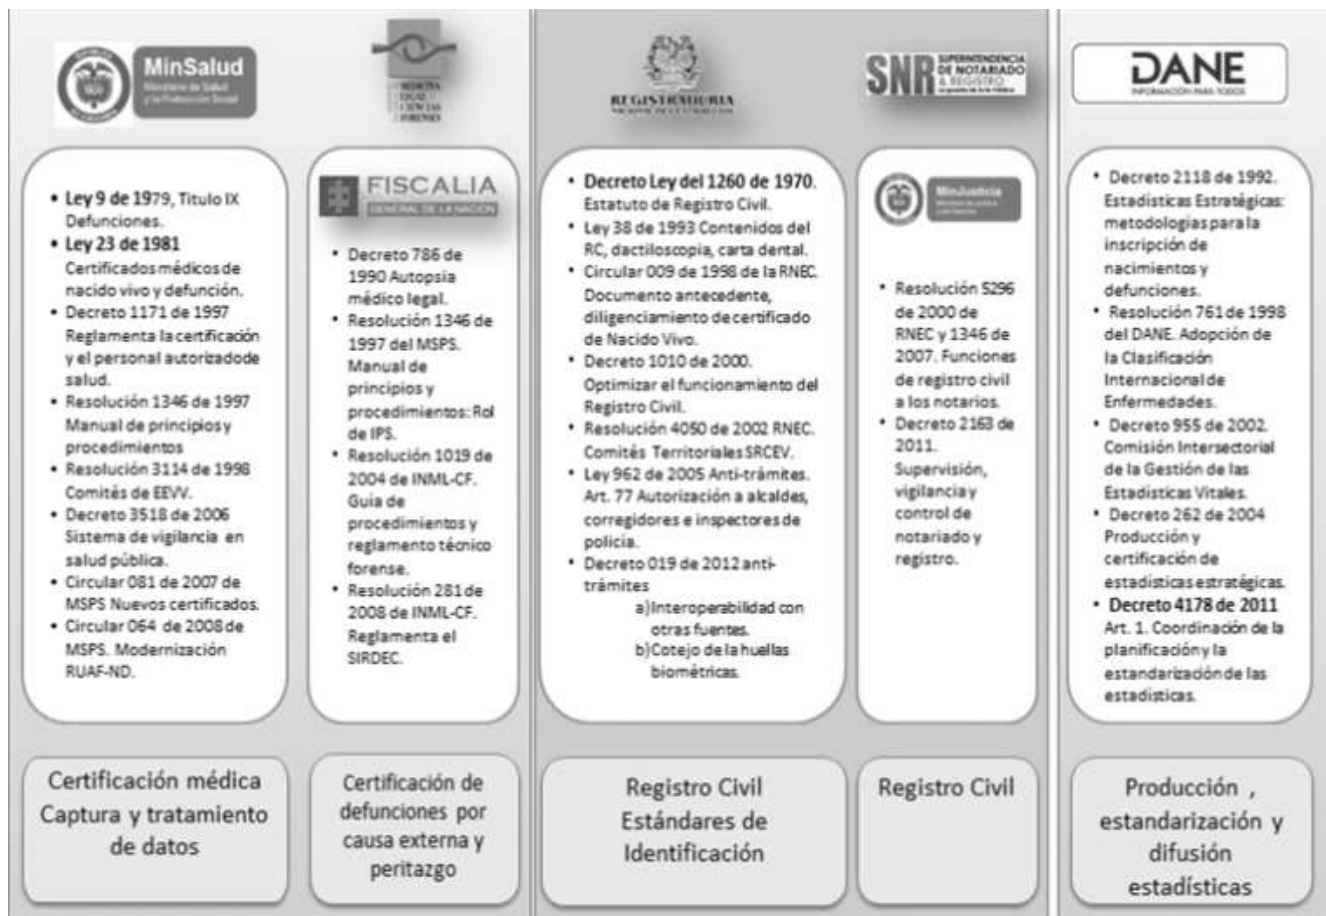 MinSalud
Ministerio de Salud
y la Protección Social
MEDICINA
LEGAL
CIENCIAS
FORENSES
REGISTRADURIA
SNR SUPERINTENDENCIA
DE NOTARIADO
& REGISTRO
DANE
INFORMACIÓN PARA TODOS
• Ley 9 de 1979, Titulo IX
Defunciones.
• Ley 23 de 1981
Certificados médicos de
nacido vivo y defunción.
• Decreto 1171 de 1997
Reglamenta la certificación
y el personal autorizadode
salud.
• Resolución 1346 de 1997
Manual de principios y
procedimientos
• Resolución 3114 de 1998
Comités de EEVV.
• Decreto 3518 de 2006
Sistema de vigilancia en
salud pública.
• Circular 081 de 2007 de
MSPS Nuevos certificados.
• Circular 064 de 2008 de
MSPS. Modernización
RUAF-ND.
FISCALIA
GENERAL DE LA NACION
• Decreto 786 de
1990 Autopsia
médico legal.
• Resolución 1346 de
1997 del MSPS.
Manual de
principios y
procedimientos: Rol
de IPS.
• Resolución 1019 de
2004 de INML-CF.
Guia de
procedimientos y
reglamento técnico
forense.
• Resolución 281 de
2008 de INML-CF.
Reglamenta el
SIRDEC.
• Decreto Ley del 1260 de 1970.
Estatuto de Registro Civil.
• Ley 38 de 1993 Contenidos del
RC, dactiloscopia, carta dental.
• Circular 009 de 1998 de la RNEC.
Documento antecedente,
diligenciamiento de certificado
de Nacido Vivo.
• Decreto 1010 de 2000.
Optimizar el funcionamiento del
Registro Civil.
• Resolución 4050 de 2002 RNEC.
Comités Territoriales SRCEV.
• Ley 962 de 2005 Anti-trámites.
Art. 77 Autorización a alcaldes,
corregidores e inspectores de
policia.
• Decreto 019 de 2012 anti-
trámites
a)Interoperabilidad con
otras fuentes.
b)Cotejo de la huellas
biométricas.
MinJusticia
• Resolución 5296
de 2000 de
RNEC y 1346 de
2007. Funciones
de registro civil
a los notarios.
• Decreto 2163 de
2011.
Supervisión,
vigilancia y
control de
notariado y
registro.
• Decreto 2118 de 1992.
Estadísticas Estratégicas:
metodologías para la
inscripción de
nacimientos y
defunciones.
• Resolución 761 de 1998
del DANE. Adopción de
la Clasificación
Internacional de
Enfermedades.
• Decreto 955 de 2002.
Comisión Intersectorial
de la Gestión de las
Estadísticas Vitales.
• Decreto 262 de 2004
Producción y
certificación de
estadísticas estratégicas.
• Decreto 4178 de 2011
Art. 1. Coordinación de la
planificación y la
estandarización de las
estadísticas.
Certificación médica
Captura y tratamiento
de datos
Certificación de
defunciones por
causa externa y
peritazgo
Registro Civil
Estándares de
Identificación
Registro Civil
Producción ,
estandarización y
difusión
estadísticas